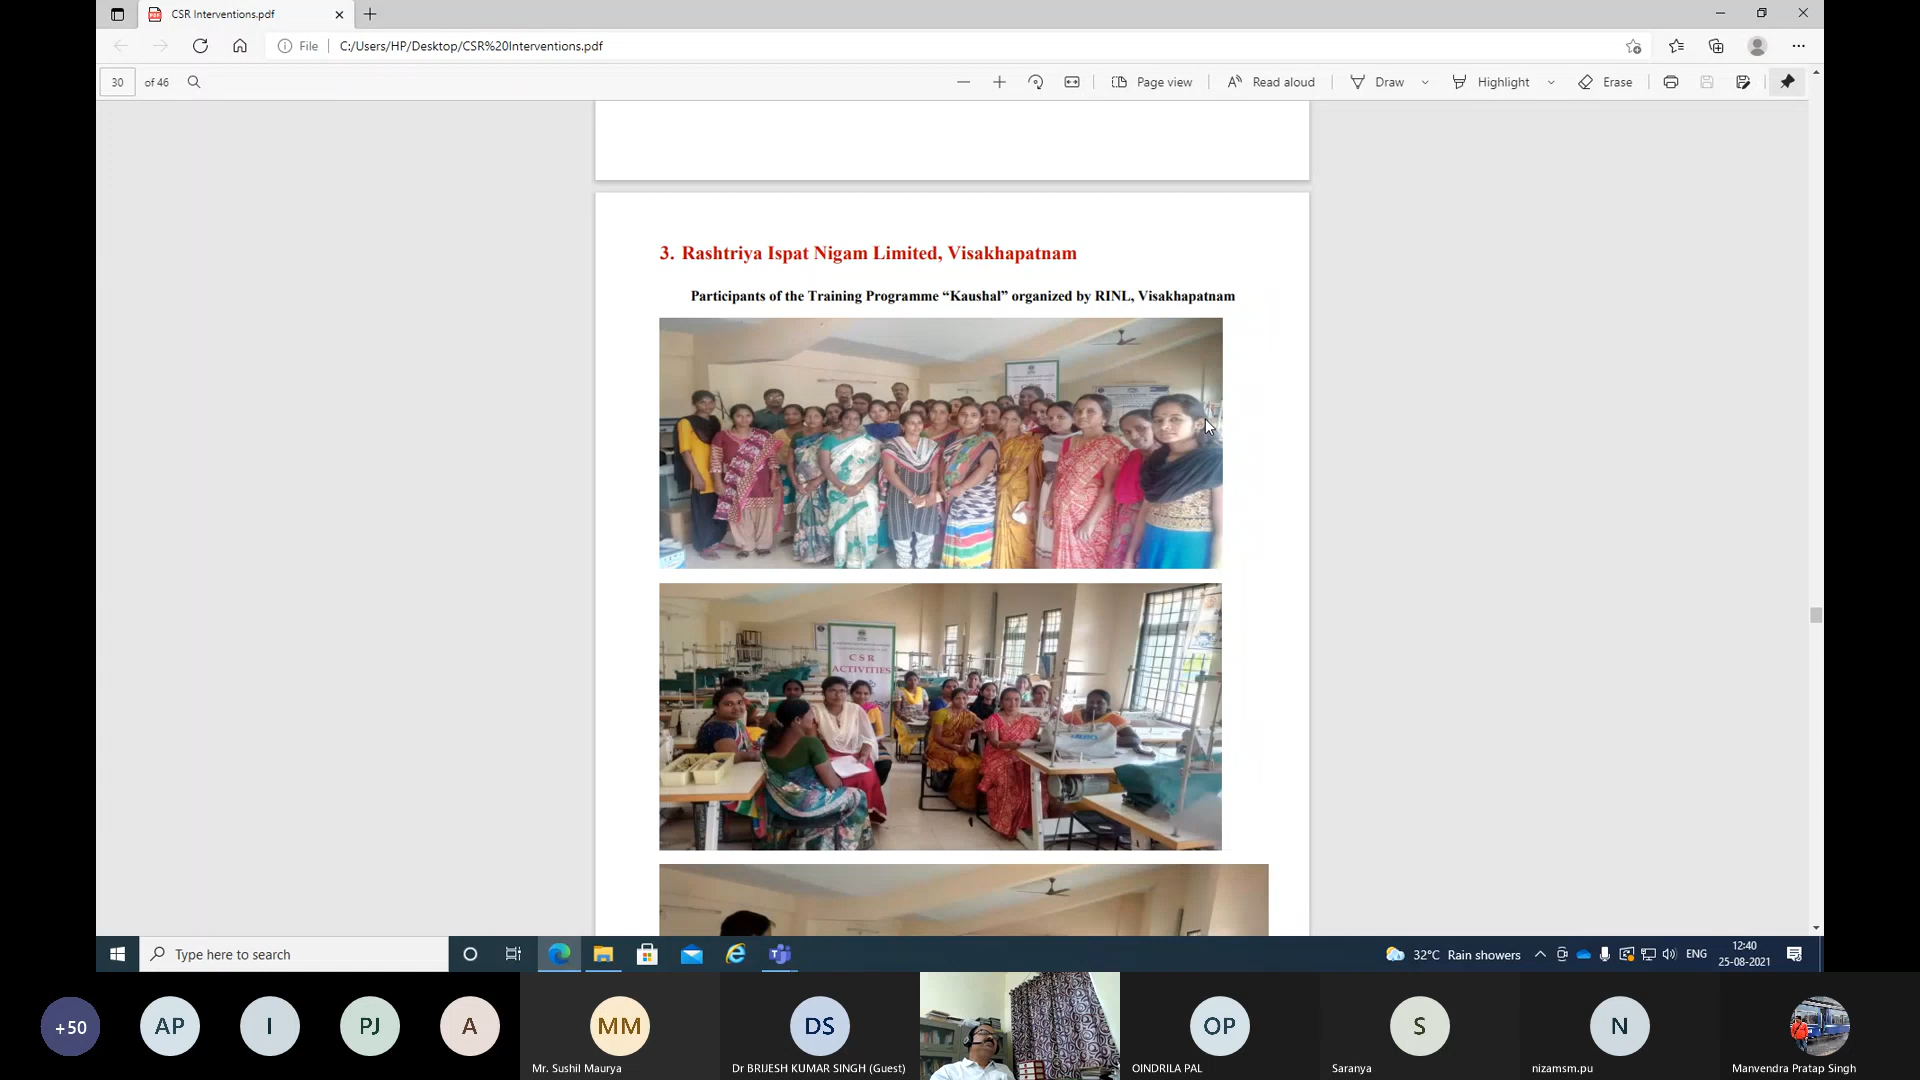 CSR Interventions.pdf
File
C:/Users/HP/Desktop/CSR%20Interventions.pdf
30
of 46
Page view
Read aloud
Draw
Highlight
Erase
3. Rashtriya Ispat Nigam Limited, Visakhapatnam
Participants of the Training Programme “Kaushal” organized by RINL, Visakhapatnam
C S R
ACTIVITIES
Type here to search
32°C Rain showers
ENG
12:40
25-08-2021
+50
AP
I
PJ
A
MM
Mr. Sushil Maurya
DS
Dr BRIJESH KUMAR SINGH (Guest)
OP
OINDRILA PAL
S
Saranya
N
nizamsm.pu
Manvendra Pratap Singh